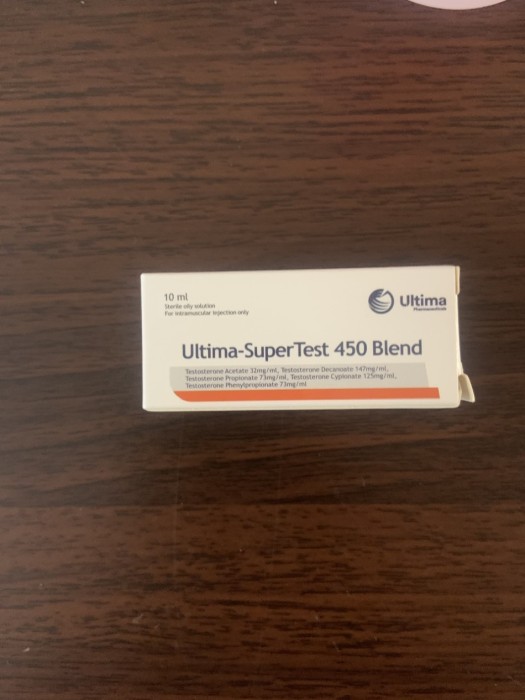 10 ml
Sterile oily solution
For intramuscular injection only
Ultima
Pharmaceuticals
Ultima-SuperTest 450 Blend
Testosterone Acetate 32mg/ml, Testosterone Decanoate 147mg/ml,
Testosterone Propionate 73mg/ml, Testosterone Cypionate 125mg/ml,
Testosterone Phenylpropionate 73mg/ml